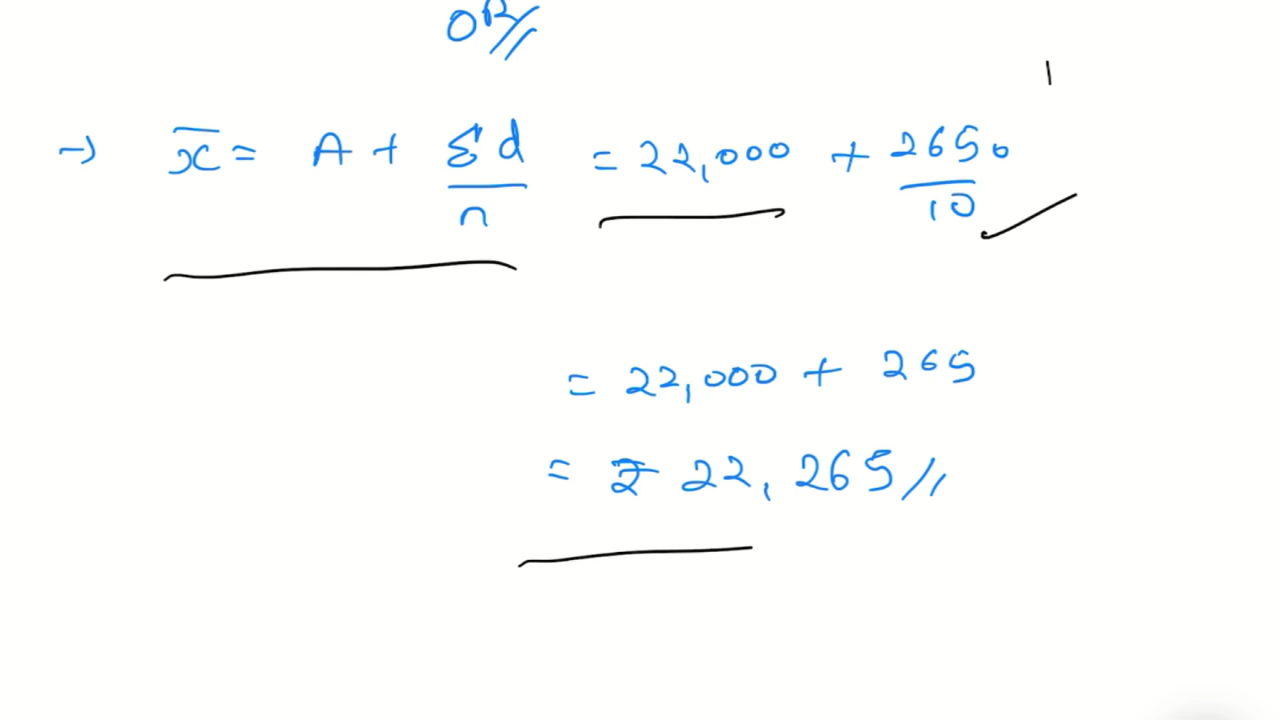 OR//
→ x̄ = A + Σd/n = 22,000 + 2650/10
= 22,000 + 265
= ₹ 22,265//